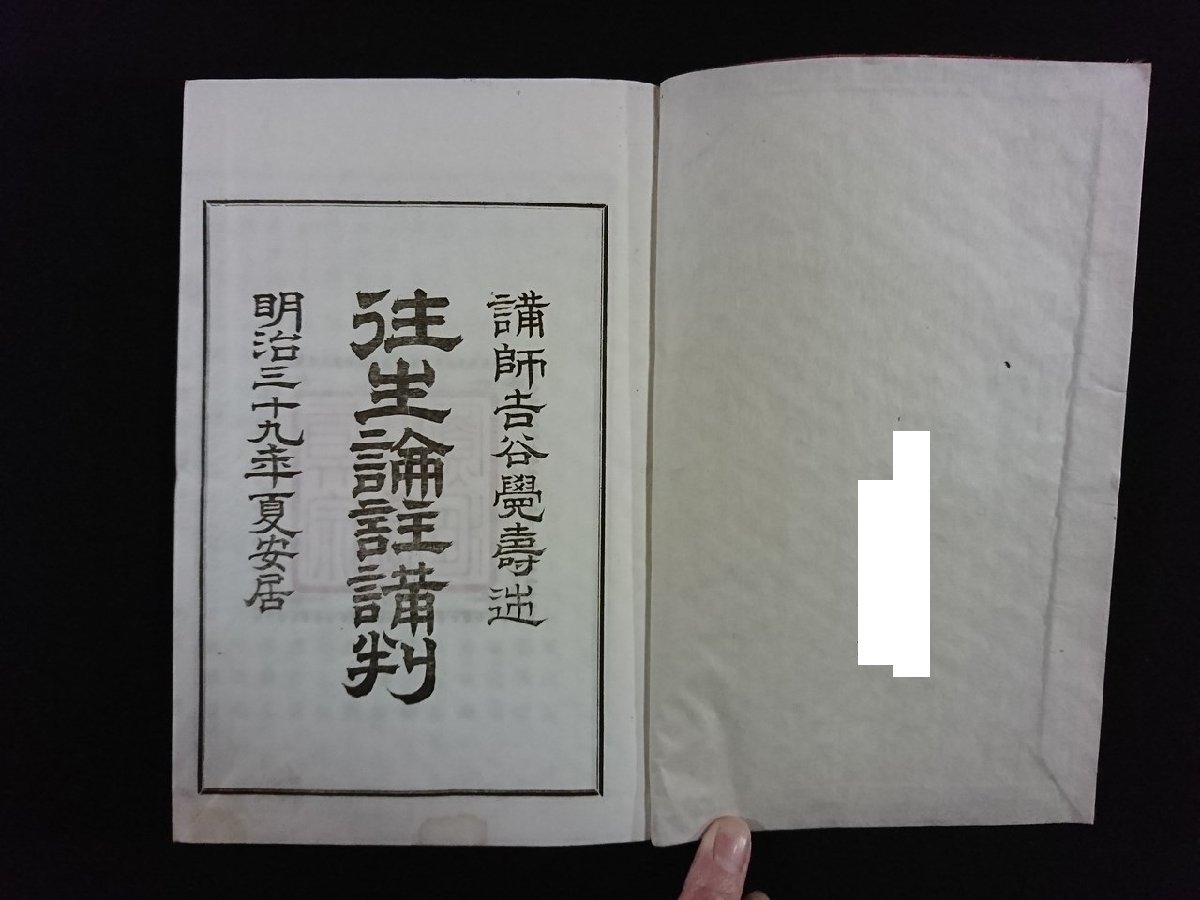 講師吉谷覺壽述
往生論註講判
明治三十九年夏安居